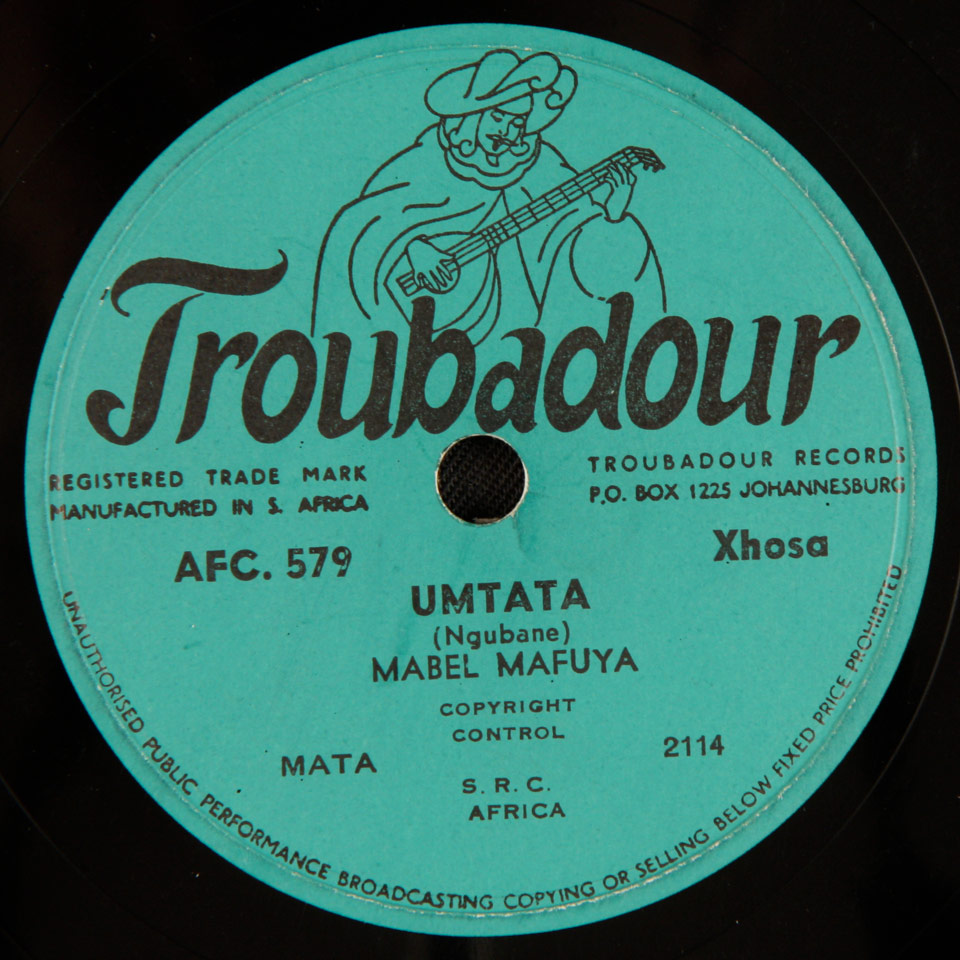 Troubadour
REGISTERED TRADE MARK
MANUFACTURED IN S. AFRICA
TROUBADOUR RECORDS
P.O. BOX 1225 JOHANNESBURG
AFC. 579
Xhosa
UMTATA
(Ngubane)
MABEL MAFUYA
COPYRIGHT
CONTROL
MATA
2114
S. R. C.
AFRICA
UNAUTHORISED PUBLIC PERFORMANCE BROADCASTING COPYING OR SELLING BELOW FIXED PRICE PROHIBITED